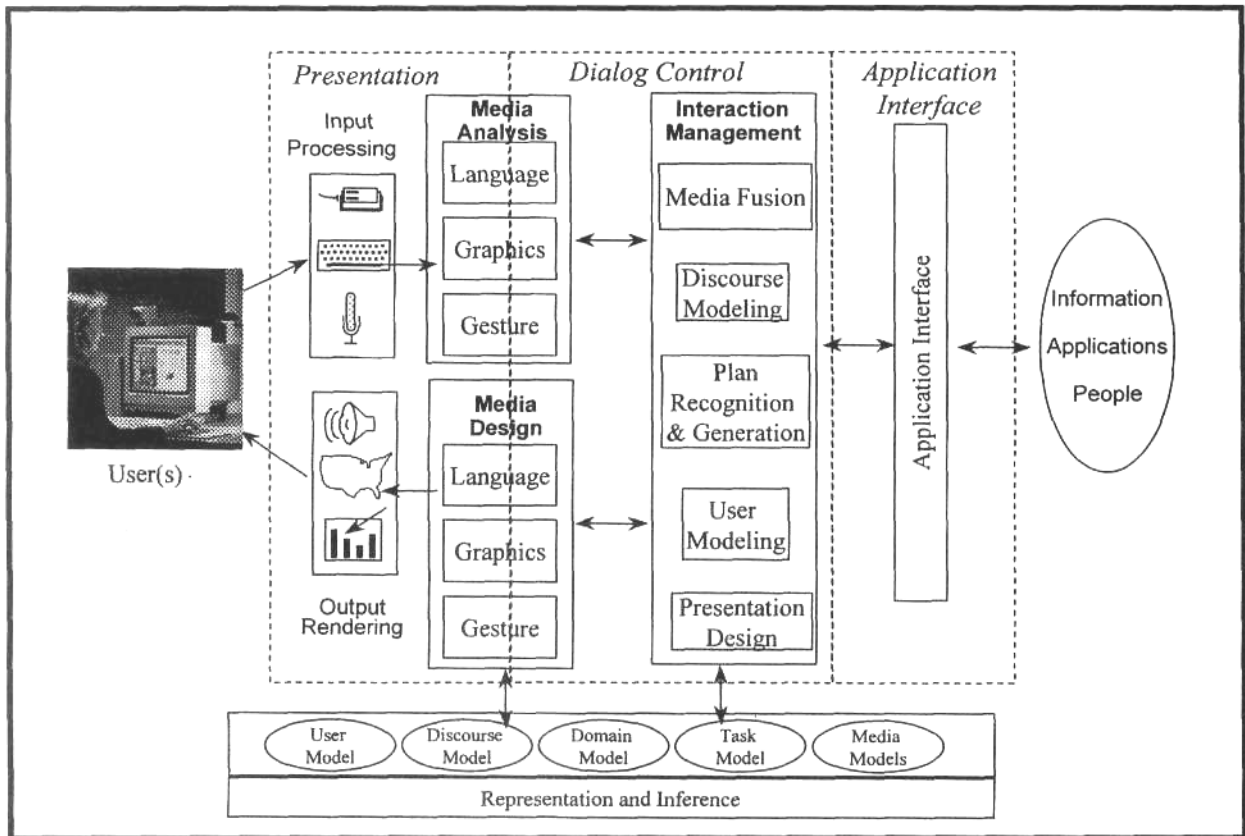 Presentation
Dialog Control
Application
Interface
Input
Processing
Media
Analysis
Language
Graphics
Gesture
Interaction
Management
Media Fusion
Discourse
Modeling
Plan
Recognition
& Generation
User
Modeling
Presentation
Design
Application Interface
Information
Applications
People
User(s)
Media
Design
Language
Graphics
Gesture
Output
Rendering
User
Model
Discourse
Model
Domain
Model
Task
Model
Media
Models
Representation and Inference